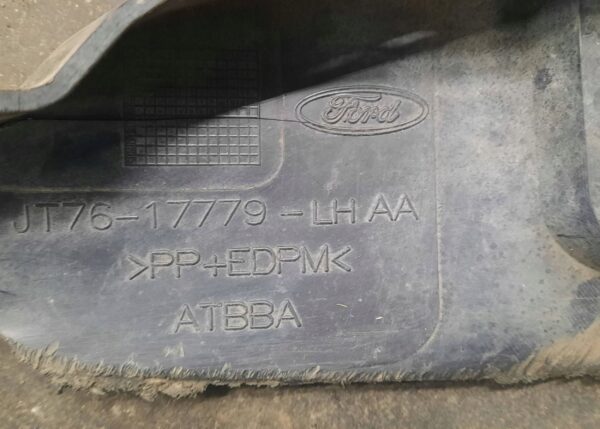 Ford
JT76-17779-LH AA
>PP+EDPM<
ATBBA